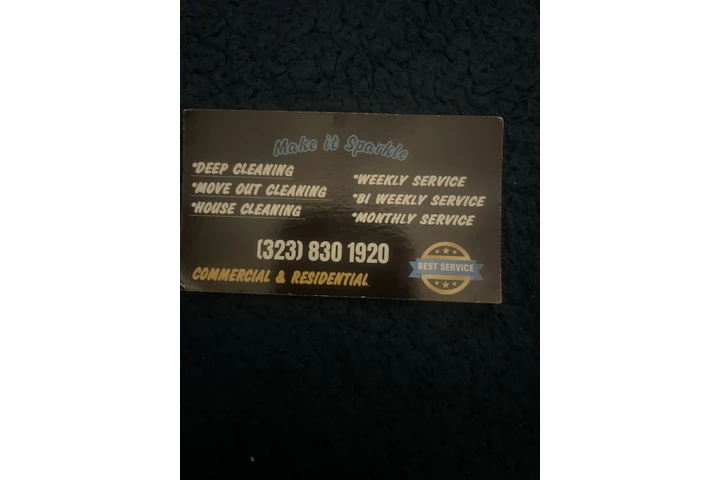 Make it Sparkle
*DEEP CLEANING
*MOVE OUT CLEANING
*HOUSE CLEANING
*WEEKLY SERVICE
*BI WEEKLY SERVICE
*MONTHLY SERVICE
(323) 830 1920
COMMERCIAL & RESIDENTIAL
BEST SERVICE